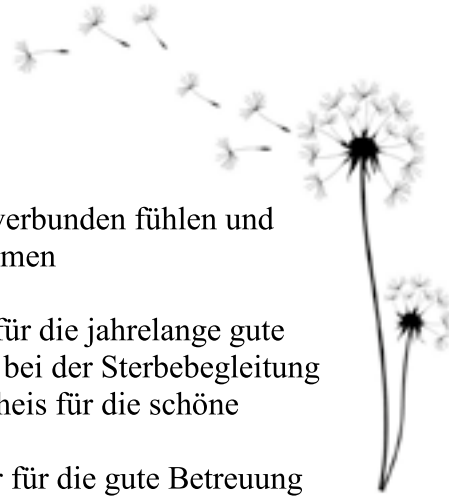 verbunden fühlen und
men
für die jahrelange gute
bei der Sterbebegleitung
heis für die schöne
für die gute Betreuung